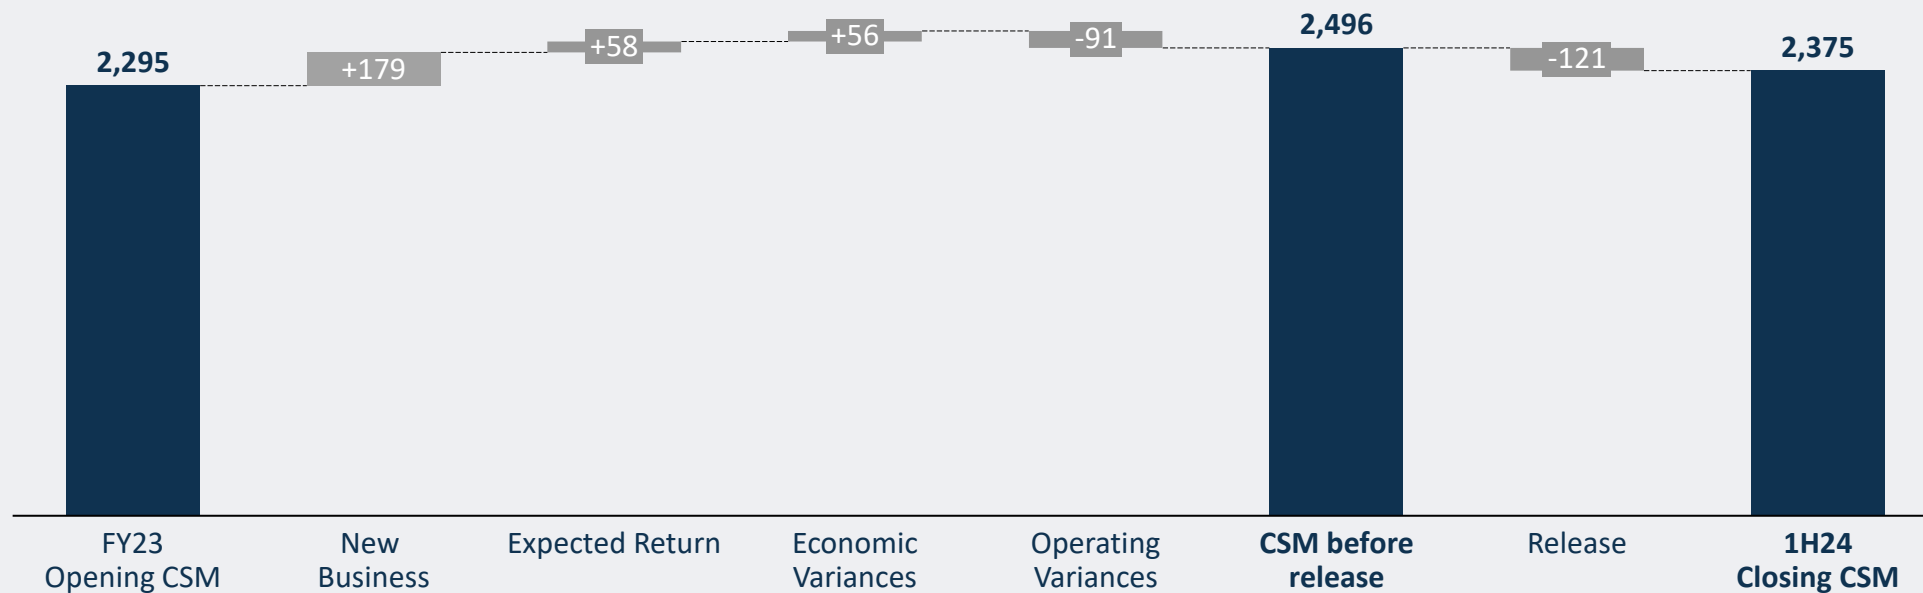 2,295
+179
+58
+56
-91
2,496
-121
2,375
FY23
Opening CSM
New
Business
Expected Return
Economic
Variances
Operating
Variances
CSM before
release
Release
1H24
Closing CSM